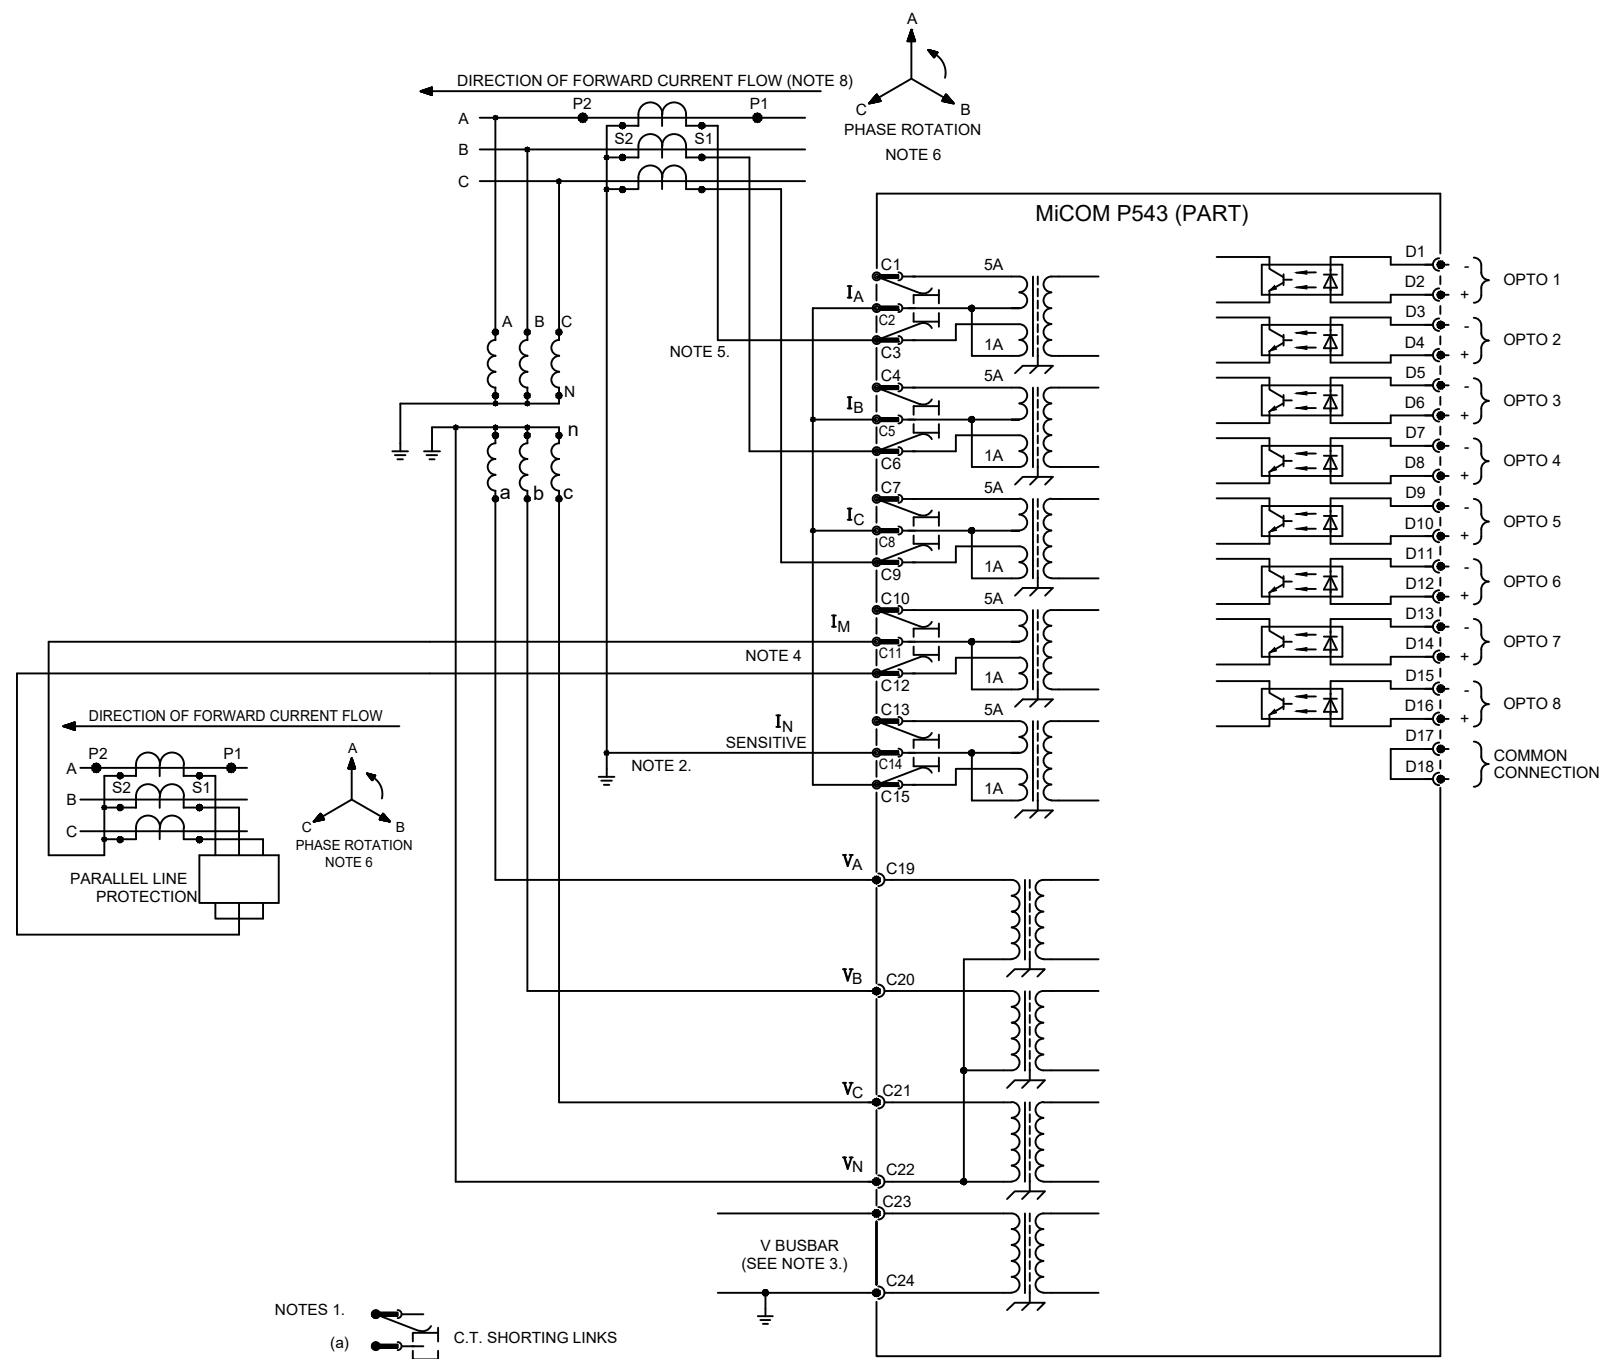 A
DIRECTION OF FORWARD CURRENT FLOW (NOTE 8)
C
B
PHASE ROTATION
NOTE 6
A
P2
P1
S2
S1
B
C
MiCOM P543 (PART)
C1
5A
I A
C2
NOTE 5.
C3
1A
C4
5A
I B
C5
C6
1A
C7
5A
I C
C8
C9
1A
C10
5A
I M
C11
NOTE 4
C12
1A
C13
5A
I N
SENSITIVE
C14
NOTE 2.
C15
1A
D1
-
D2
+
OPTO 1
D3
-
D4
+
OPTO 2
D5
-
D6
+
OPTO 3
D7
-
D8
+
OPTO 4
D9
-
D10
+
OPTO 5
D11
-
D12
+
OPTO 6
D13
-
D14
+
OPTO 7
D15
-
D16
+
OPTO 8
D17
D18
COMMON
CONNECTION
A
B
C
N
n
a
b
c
DIRECTION OF FORWARD CURRENT FLOW
A
P2
P1
S2
S1
B
C
A
C
B
PHASE ROTATION
NOTE 6
PARALLEL LINE
PROTECTION
VA
C19
VB
C20
VC
C21
VN
C22
C23
V BUSBAR
(SEE NOTE 3.)
C24
NOTES 1.
(a)
C.T. SHORTING LINKS